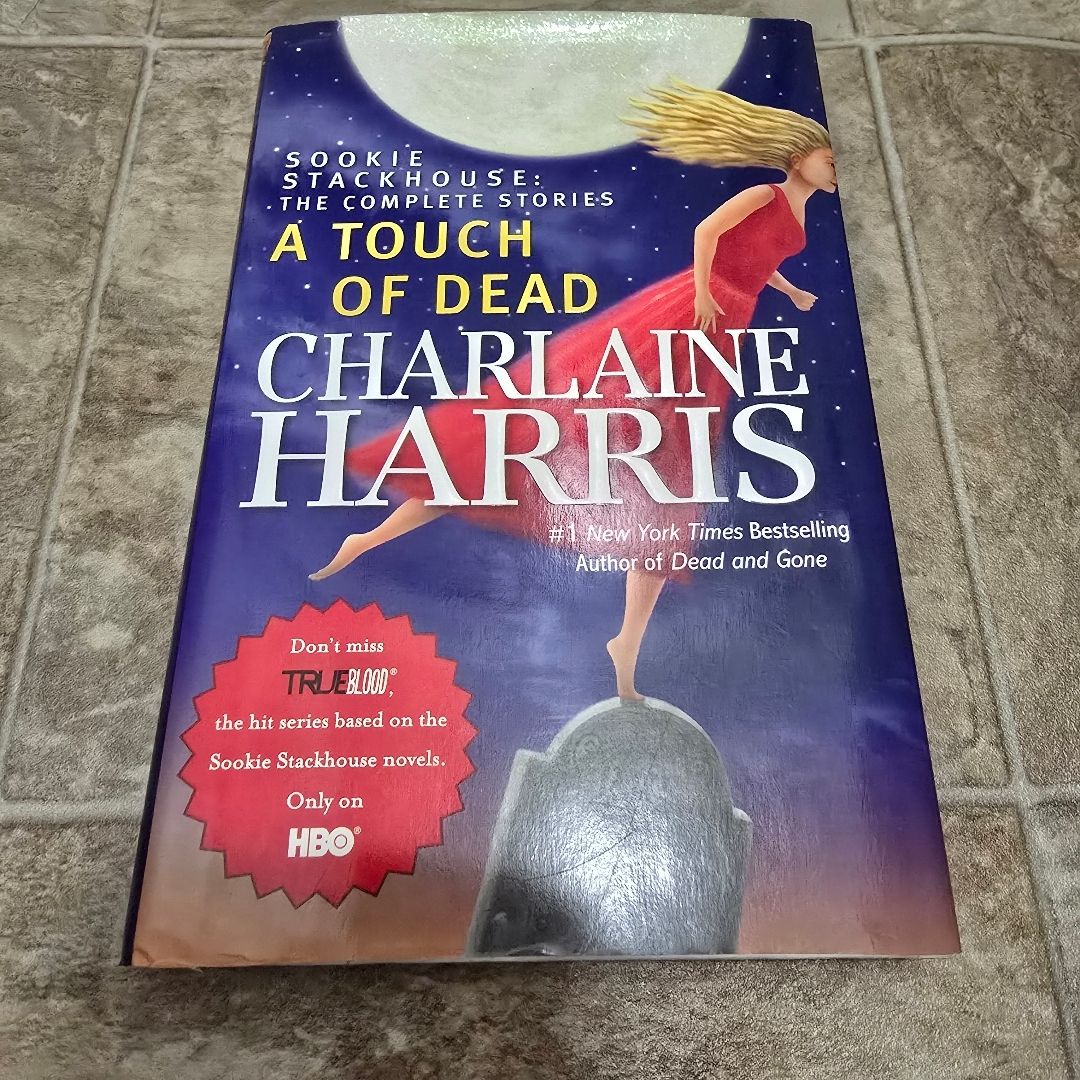 SOOKIE
STACKHOUSE:
THE COMPLETE STORIES
A TOUCH
OF DEAD
CHARLAINE
HARRIS
#1 New York Times Bestselling
Author of Dead and Gone
Don't miss
TRUEBLOOD®,
the hit series based on the
Sookie Stackhouse novels.
Only on
HBO®